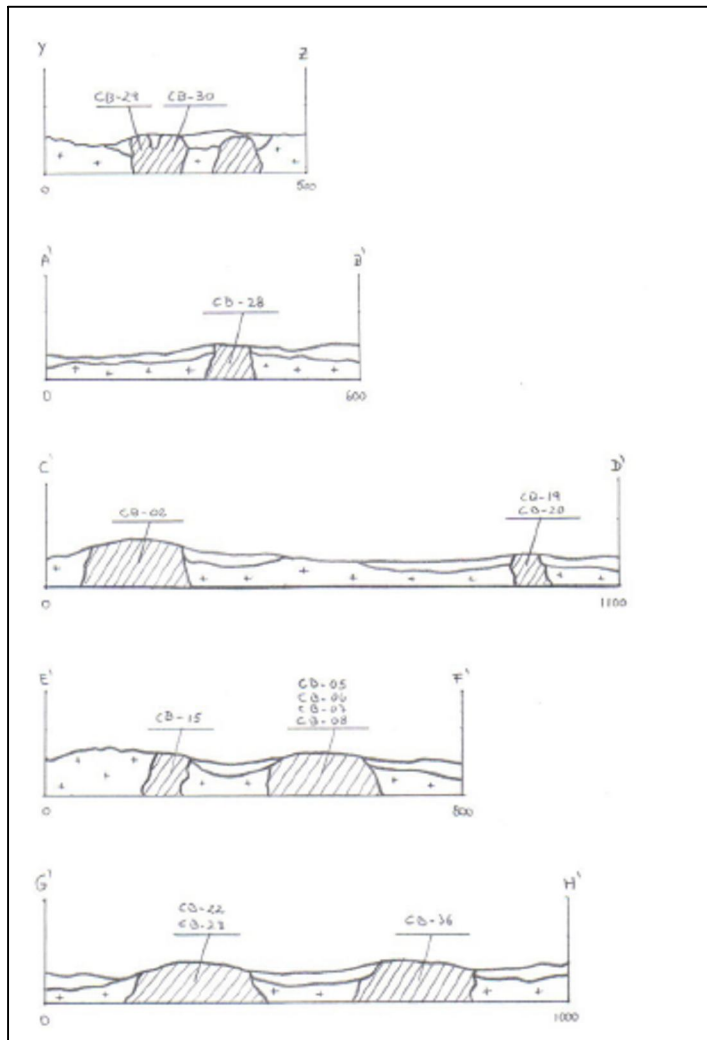 Y Z
CB-29 CB-30
0 500
A' B'
CB-28
0 600
C' D'
CB-02
CB-19
CB-20
0 1100
E' F'
CB-15
CB-05
CB-06
CB-07
CB-08
0 800
G' H'
CB-22
CB-23
CB-36
0 1000